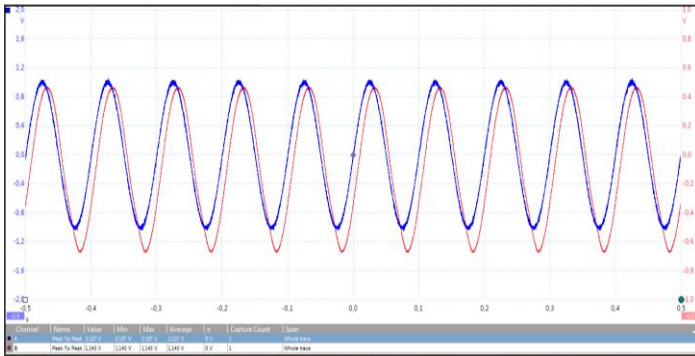 2,0 1,0
V V
1,6 0,8
1,2 0,6
0,8 0,4
0,4 0,2
0,0 0,0
-0,4 -0,2
-0,8 -0,4
-1,2 -0,6
-1,6 -0,8
-2,0 -1,0
-0,5 -0,4 -0,3 -0,2 -0,1 0,0 0,1 0,2 0,3 0,4 0,5
s
Channel Name Value Min Max Average σ Capture Count Span
A Peak To Peak 2,107 V 2,107 V 2,107 V 2,107 V 0 V 1 Whole trace
B Peak To Peak 1,143 V 1,143 V 1,143 V 1,143 V 0 V 1 Whole trace